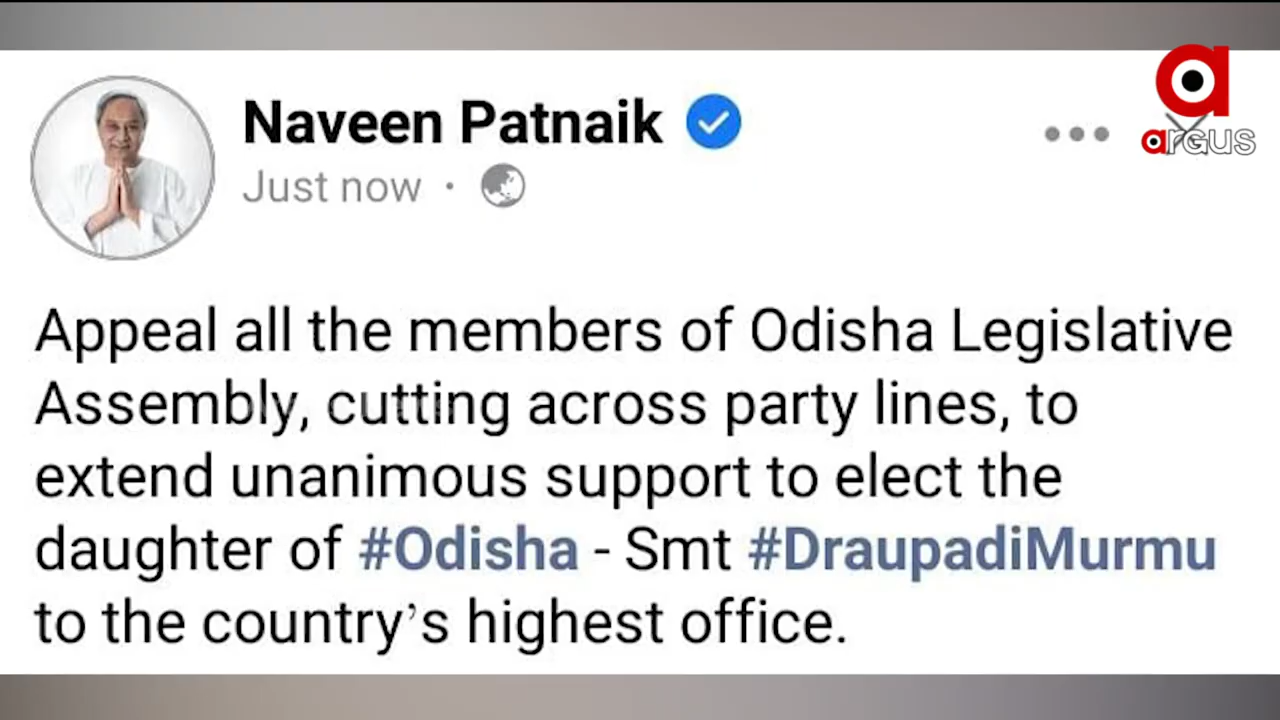 Naveen Patnaik
Just now ·
argus
Appeal all the members of Odisha Legislative
Assembly, cutting across party lines, to
extend unanimous support to elect the
daughter of #Odisha - Smt #DraupadiMurmu
to the country’s highest office.